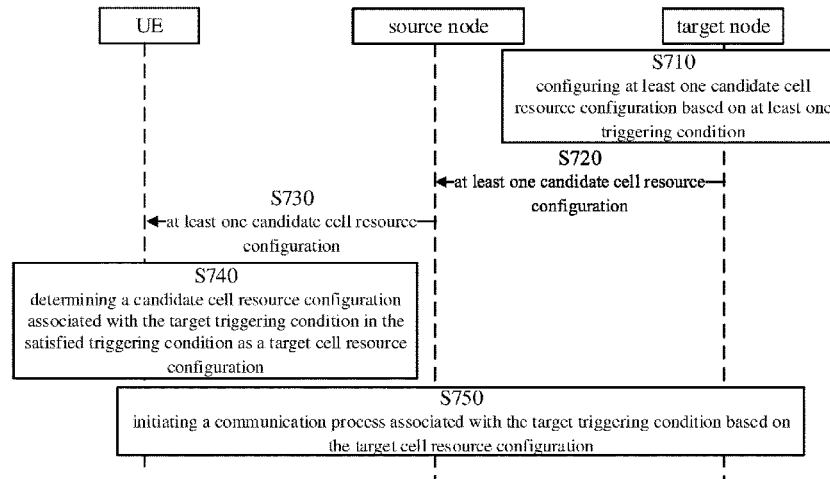 UE
source node
target node
S710
configuring at least one candidate cell
resource configuration based on at least one
triggering condition
S720
at least one candidate cell resource
configuration
S730
at least one candidate cell resource
configuration
S740
determining a candidate cell resource configuration
associated with the target triggering condition in the
satisfied triggering condition as a target cell resource
configuration
S750
initiating a communication process associated with the target triggering condition based on
the target cell resource configuration